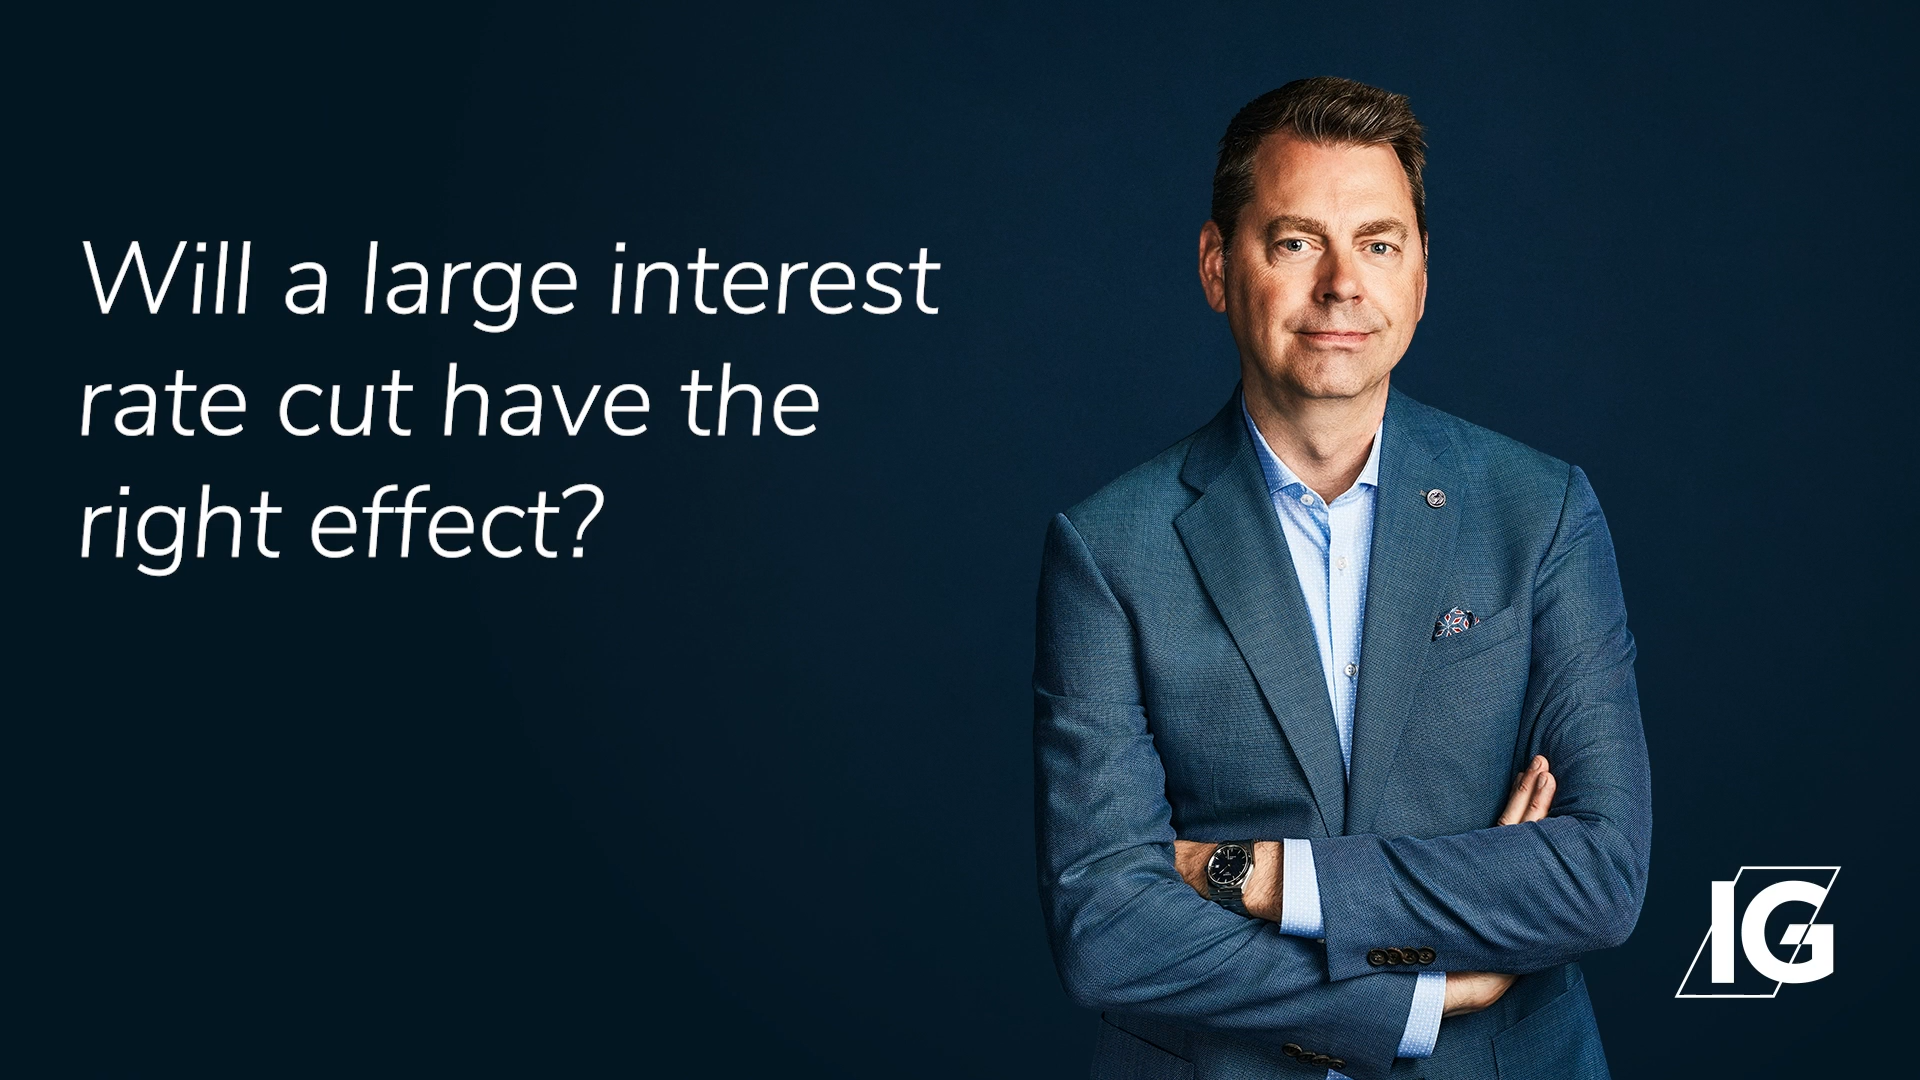 Will a large interest
rate cut have the
right effect?
IG